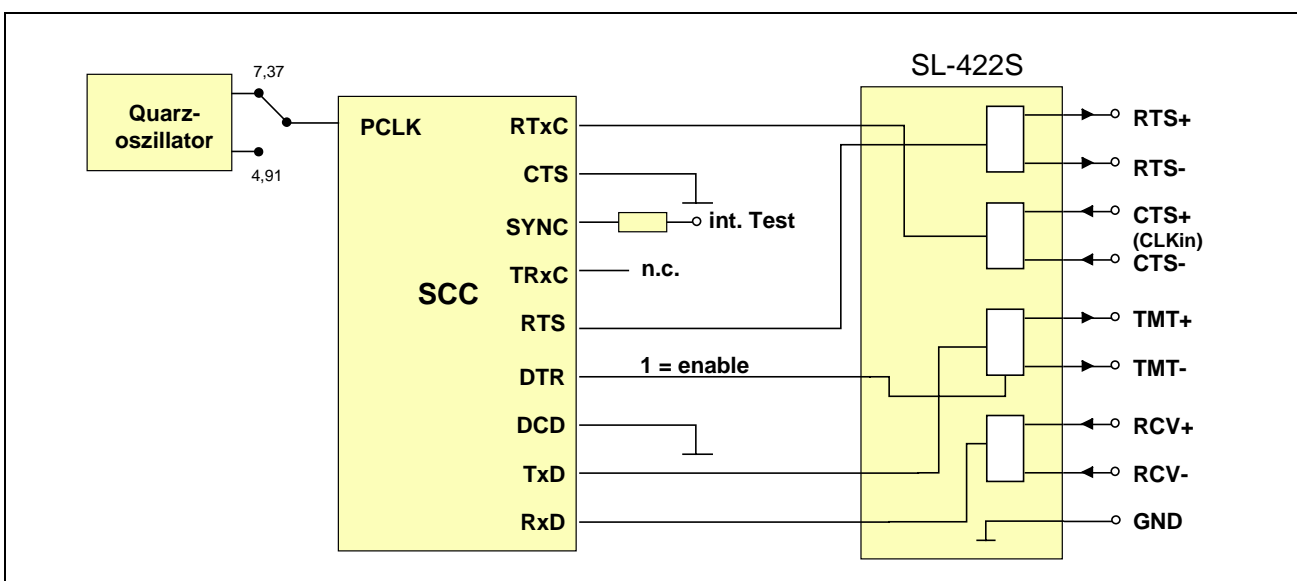 SL-422S
7,37
Quarz-
oszillator
4,91
PCLK
SCC
RTxC
CTS
SYNC
int. Test
TRxC
n.c.
RTS
DTR
1 = enable
DCD
TxD
RxD
RTS+
RTS-
CTS+
(CLKin)
CTS-
TMT+
TMT-
RCV+
RCV-
GND